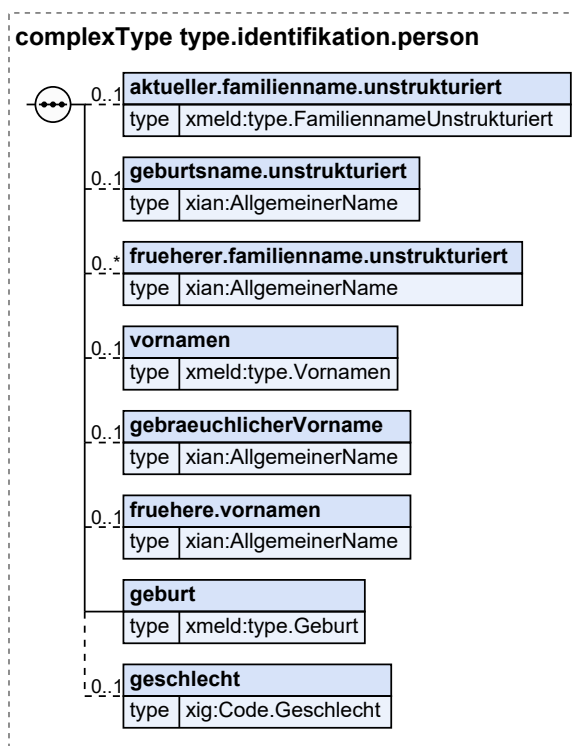 complexType type.identifikation.person
0..1 aktueller.familienname.unstrukturiert
type xmeld:type.FamiliennameUnstrukturiert
0..1 geburtsname.unstrukturiert
type xian:AllgemeinerName
0..* frueherer.familienname.unstrukturiert
type xian:AllgemeinerName
0..1 vornamen
type xmeld:type.Vornamen
0..1 gebraeuchlicherVorname
type xian:AllgemeinerName
0..1 fruehere.vornamen
type xian:AllgemeinerName
geburt
type xmeld:type.Geburt
0..1 geschlecht
type xig:Code.Geschlecht